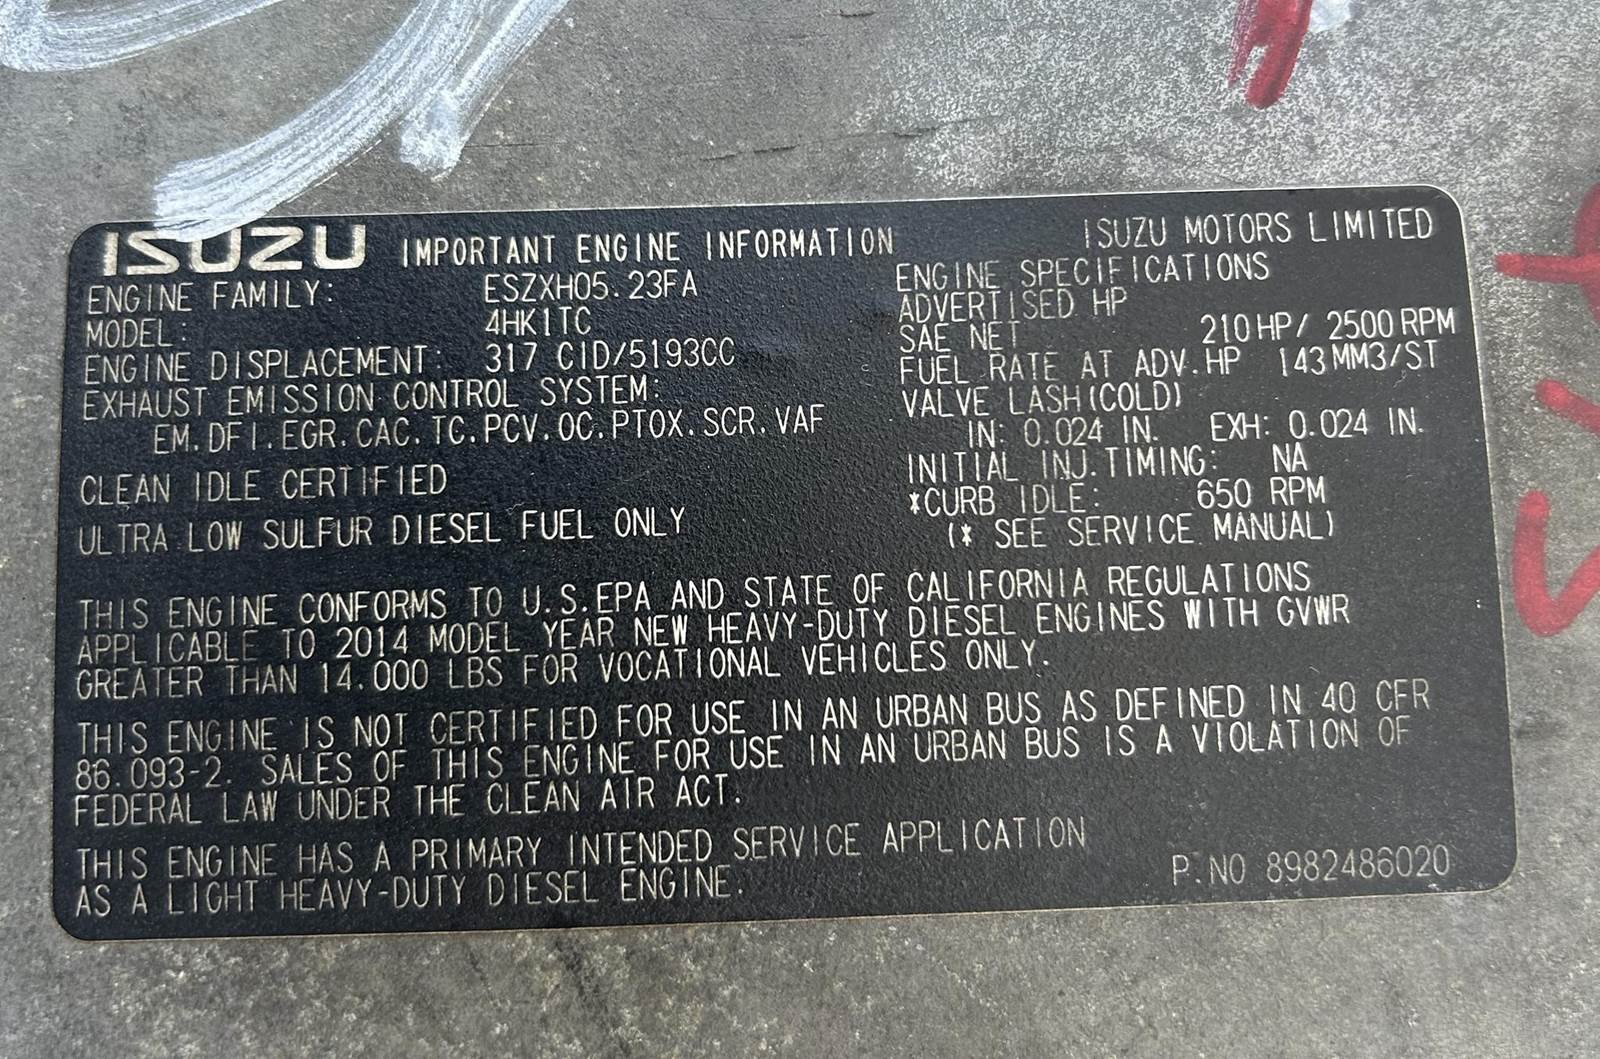 ISUZU IMPORTANT ENGINE INFORMATION
ISUZU MOTORS LIMITED
ENGINE FAMILY: ESZXH05.23FA
MODEL: 4HK1TC
ENGINE DISPLACEMENT: 317 CID/5193CC
EXHAUST EMISSION CONTROL SYSTEM:
EM.DFI.EGR.CAC.TC.PCV.OC.PTOX.SCR.VAF
CLEAN IDLE CERTIFIED
ULTRA LOW SULFUR DIESEL FUEL ONLY
ENGINE SPECIFICATIONS
ADVERTISED HP
SAE NET 210HP/ 2500RPM
FUEL RATE AT ADV.HP 143MM3/ST
VALVE LASH(COLD)
IN: 0.024 IN. EXH: 0.024 IN.
INITIAL INJ.TIMING: NA
*CURB IDLE: 650 RPM
(* SEE SERVICE MANUAL)
THIS ENGINE CONFORMS TO U.S.EPA AND STATE OF CALIFORNIA REGULATIONS
APPLICABLE TO 2014 MODEL YEAR NEW HEAVY-DUTY DIESEL ENGINES WITH GVWR
GREATER THAN 14.000 LBS FOR VOCATIONAL VEHICLES ONLY.
THIS ENGINE IS NOT CERTIFIED FOR USE IN AN URBAN BUS AS DEFINED IN 40 CFR
86.093-2. SALES OF THIS ENGINE FOR USE IN AN URBAN BUS IS A VIOLATION OF
FEDERAL LAW UNDER THE CLEAN AIR ACT.
THIS ENGINE HAS A PRIMARY INTENDED SERVICE APPLICATION
AS A LIGHT HEAVY-DUTY DIESEL ENGINE.
P.NO 8982486020